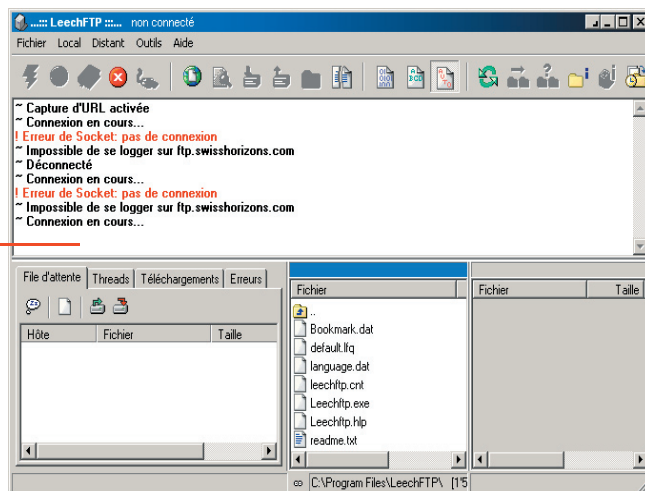 ...::: LeechFTP :::... non connecté
Fichier Local Distant Outils Aide
~ Capture d'URL activée
~ Connexion en cours...
! Erreur de Socket: pas de connexion
~ Impossible de se logger sur ftp.swisshorizons.com
~ Déconnecté
~ Connexion en cours...
! Erreur de Socket: pas de connexion
~ Impossible de se logger sur ftp.swisshorizons.com
~ Connexion en cours...
File d'attente Threads Téléchargements Erreurs
Hôte Fichier Taille
Fichier
..
Bookmark.dat
default.lfq
language.dat
leechftp.cnt
Leechftp.exe
Leechftp.hlp
readme.txt
Fichier Taille
C:\Program Files\LeechFTP\